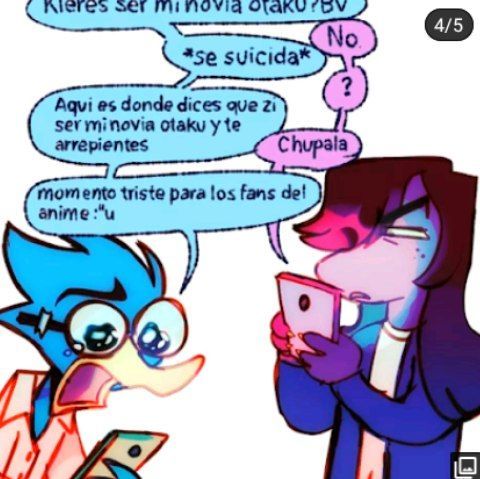 Kieres ser mi novia otaku?BV
4/5
No
*se suicida*
?
Aqui es donde dices que zi
ser mi novia otaku y te
arrepientes
Chupala
momento triste para los fans del
anime :"u